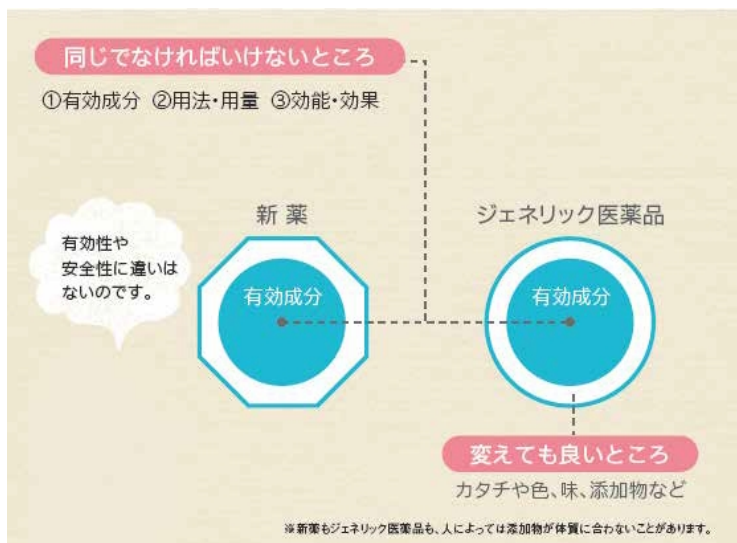 同じでなければいけないところ
①有効成分 ②用法・用量 ③効能・効果
有効性や
安全性に違いは
ないのです。
新薬
ジェネリック医薬品
有効成分
有効成分
変えても良いところ
カタチや色、味、添加物など
※新薬もジェネリック医薬品も、人によっては添加物が体質に合わないことがあります。